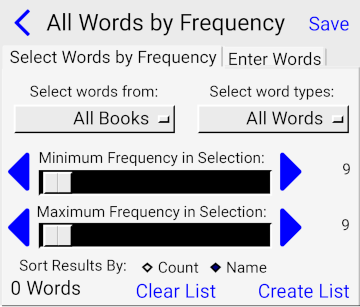 All Words by Frequency Save
Select Words by Frequency Enter Words
Select words from: Select word types:
All Books All Words
Minimum Frequency in Selection:
9
Maximum Frequency in Selection:
9
Sort Results By: Count Name
0 Words Clear List Create List